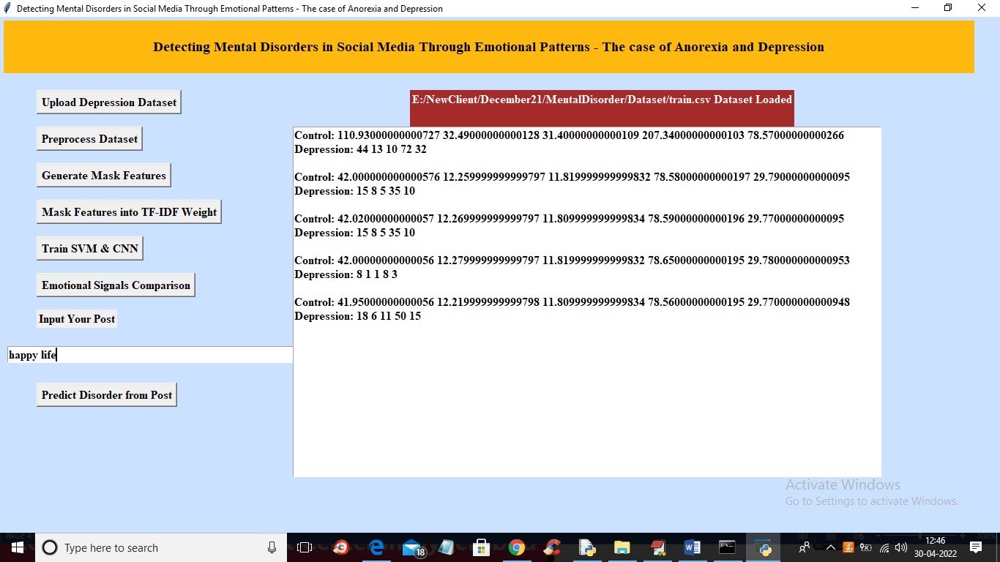 Detecting Mental Disorders in Social Media Through Emotional Patterns - The case of Anorexia and Depression
Detecting Mental Disorders in Social Media Through Emotional Patterns - The case of Anorexia and Depression
Upload Depression Dataset
E:/NewClient/December21/MentalDisorder/Dataset/train.csv Dataset Loaded
Preprocess Dataset
Generate Mask Features
Mask Features into TF-IDF Weight
Train SVM & CNN
Emotional Signals Comparison
Input Your Post
happy life
Predict Disorder from Post
Control: 110.93000000000727 32.49000000000128 31.40000000000109 207.34000000000103 78.57000000000266
Depression: 44 13 10 72 32
Control: 42.000000000000576 12.259999999999797 11.819999999999832 78.58000000000197 29.79000000000095
Depression: 15 8 5 35 10
Control: 42.02000000000057 12.269999999999797 11.809999999999834 78.59000000000196 29.77000000000095
Depression: 15 8 5 35 10
Control: 42.00000000000056 12.279999999999797 11.819999999999832 78.65000000000195 29.780000000000953
Depression: 8 1 1 8 3
Control: 41.95000000000056 12.219999999999798 11.809999999999834 78.56000000000195 29.770000000000948
Depression: 18 6 11 50 15
Activate Windows
Go to Settings to activate Windows.
Type here to search
18
12:46
30-04-2022